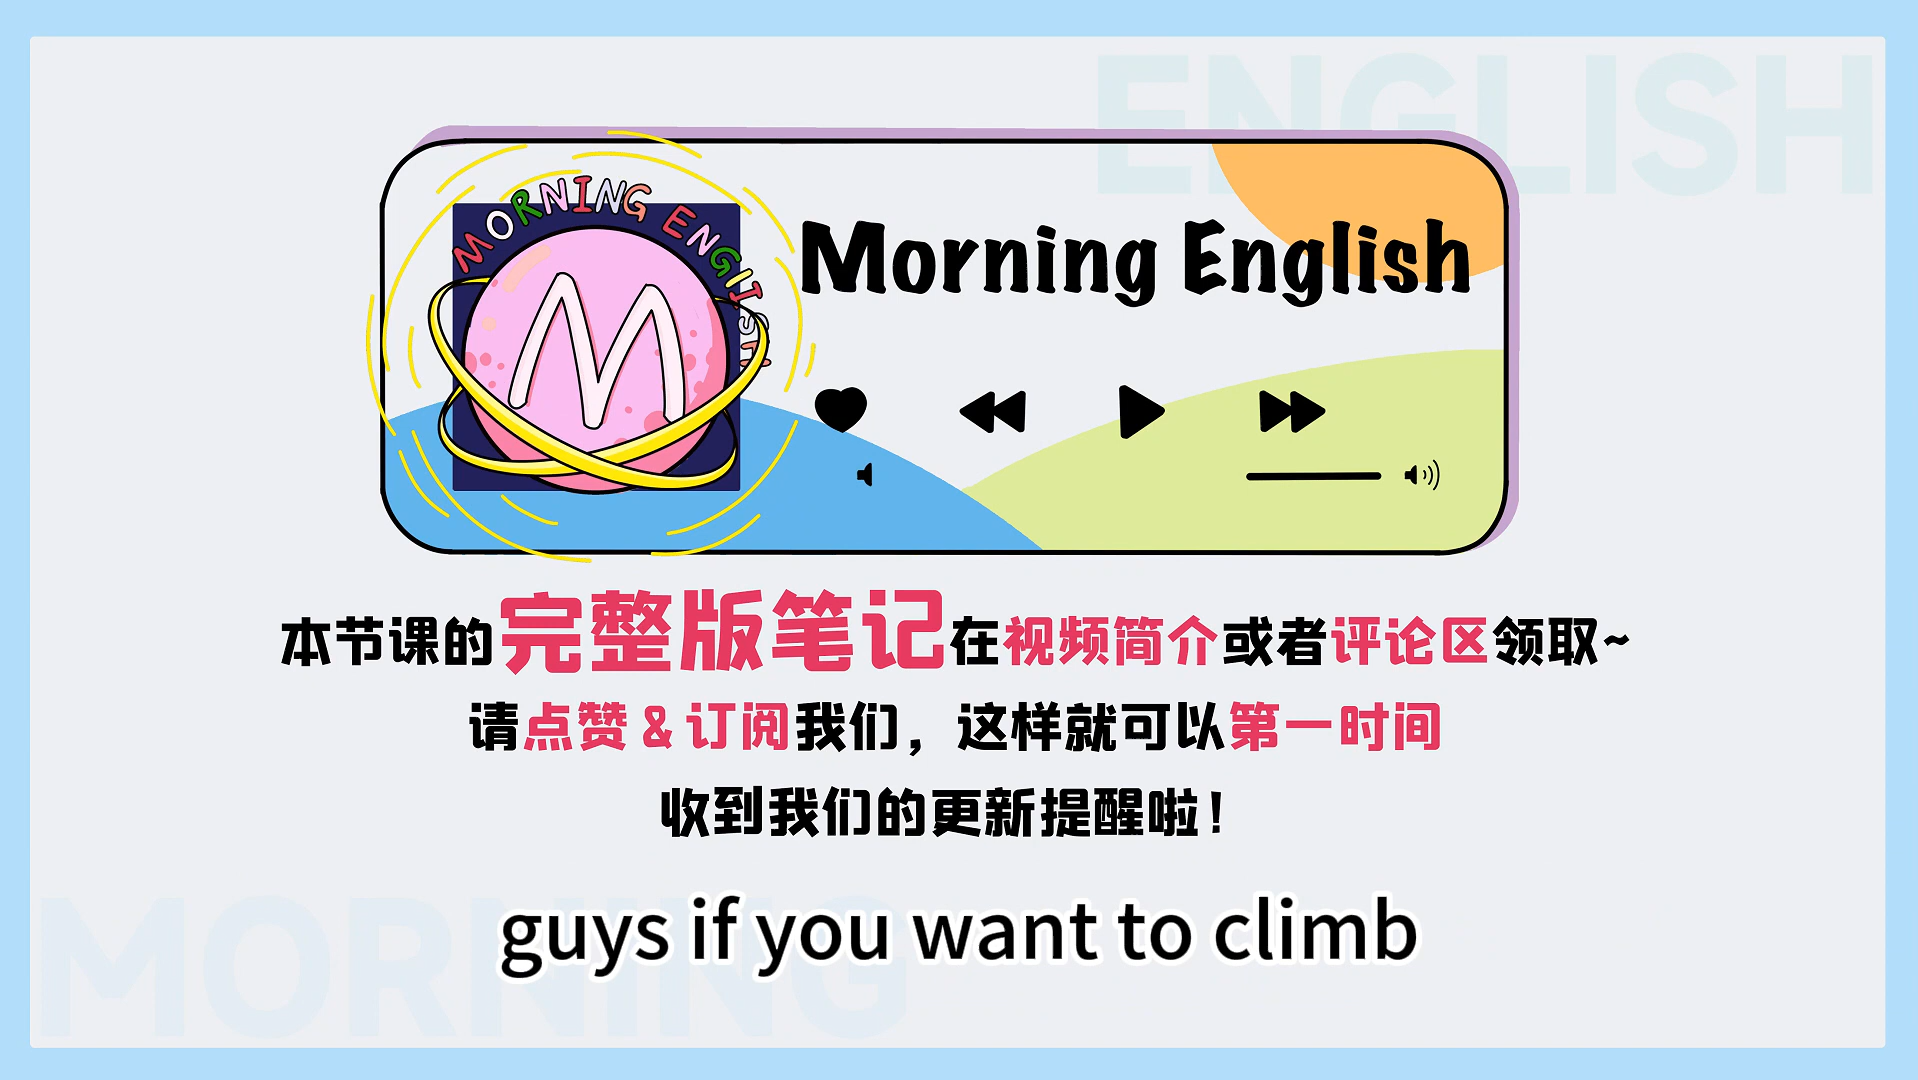 ENGLISH
MORNING ENGLISH
M
Morning English
本节课的完整版笔记在视频简介或者评论区领取~
请点赞&订阅我们，这样就可以第一时间
收到我们的更新提醒啦！
MORNING
guys if you want to climb